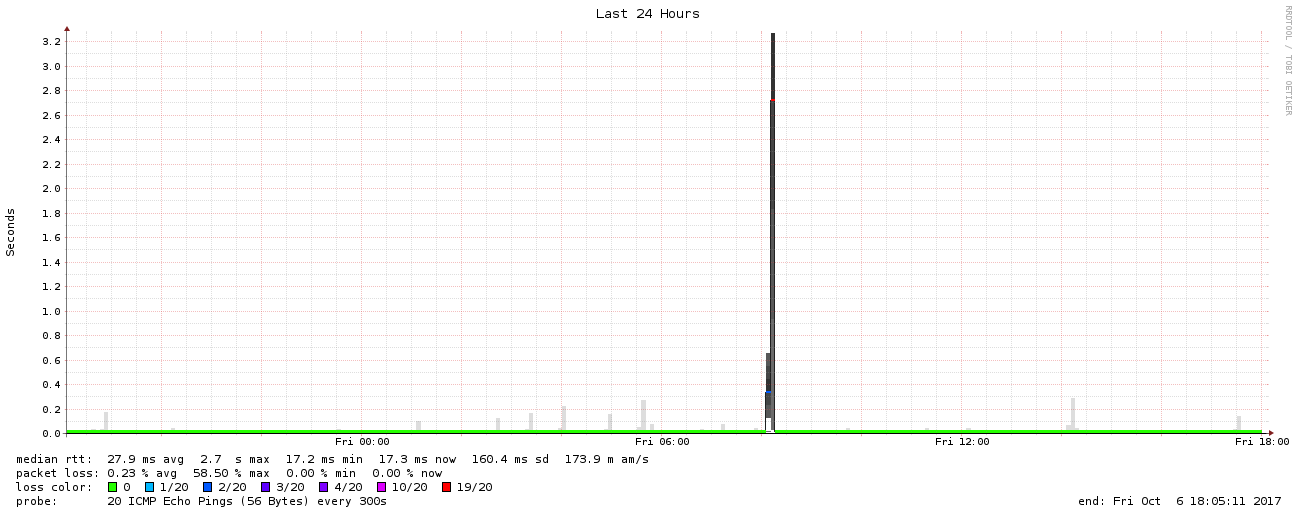 Last 24 Hours
RRDTOOL / TOBI OETIKER
Seconds
3.2
3.0
2.8
2.6
2.4
2.2
2.0
1.8
1.6
1.4
1.2
1.0
0.8
0.6
0.4
0.2
0.0
Fri 00:00 Fri 06:00 Fri 12:00 Fri 18:00
median rtt: 27.9 ms avg 2.7 s max 17.2 ms min 17.3 ms now 160.4 ms sd 173.9 m am/s
packet loss: 0.23 % avg 58.50 % max 0.00 % min 0.00 % now
loss color: 0 1/20 2/20 3/20 4/20 10/20 19/20
probe: 20 ICMP Echo Pings (56 Bytes) every 300s end: Fri Oct 6 18:05:11 2017